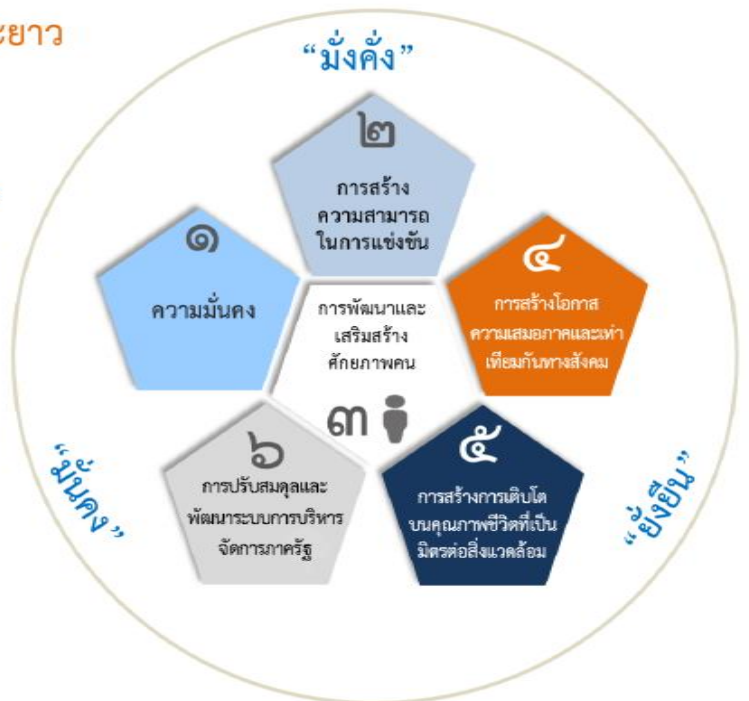 ะยาว
“มั่งคั่ง”
๒
การสร้าง
ความสามารถ
ในการแข่งขัน
๑
ความมั่นคง
๔
การสร้างโอกาส
ความเสมอภาคและเท่า
เทียมกันทางสังคม
การพัฒนาและ
เสริมสร้าง
ศักยภาพคน
๓
๖
การปรับสมดุลและ
พัฒนาระบบการบริหาร
จัดการภาครัฐ
๕
การสร้างการเติบโต
บนคุณภาพชีวิตที่เป็น
มิตรต่อสิ่งแวดล้อม
“มั่นคง”
“ยั่งยืน”